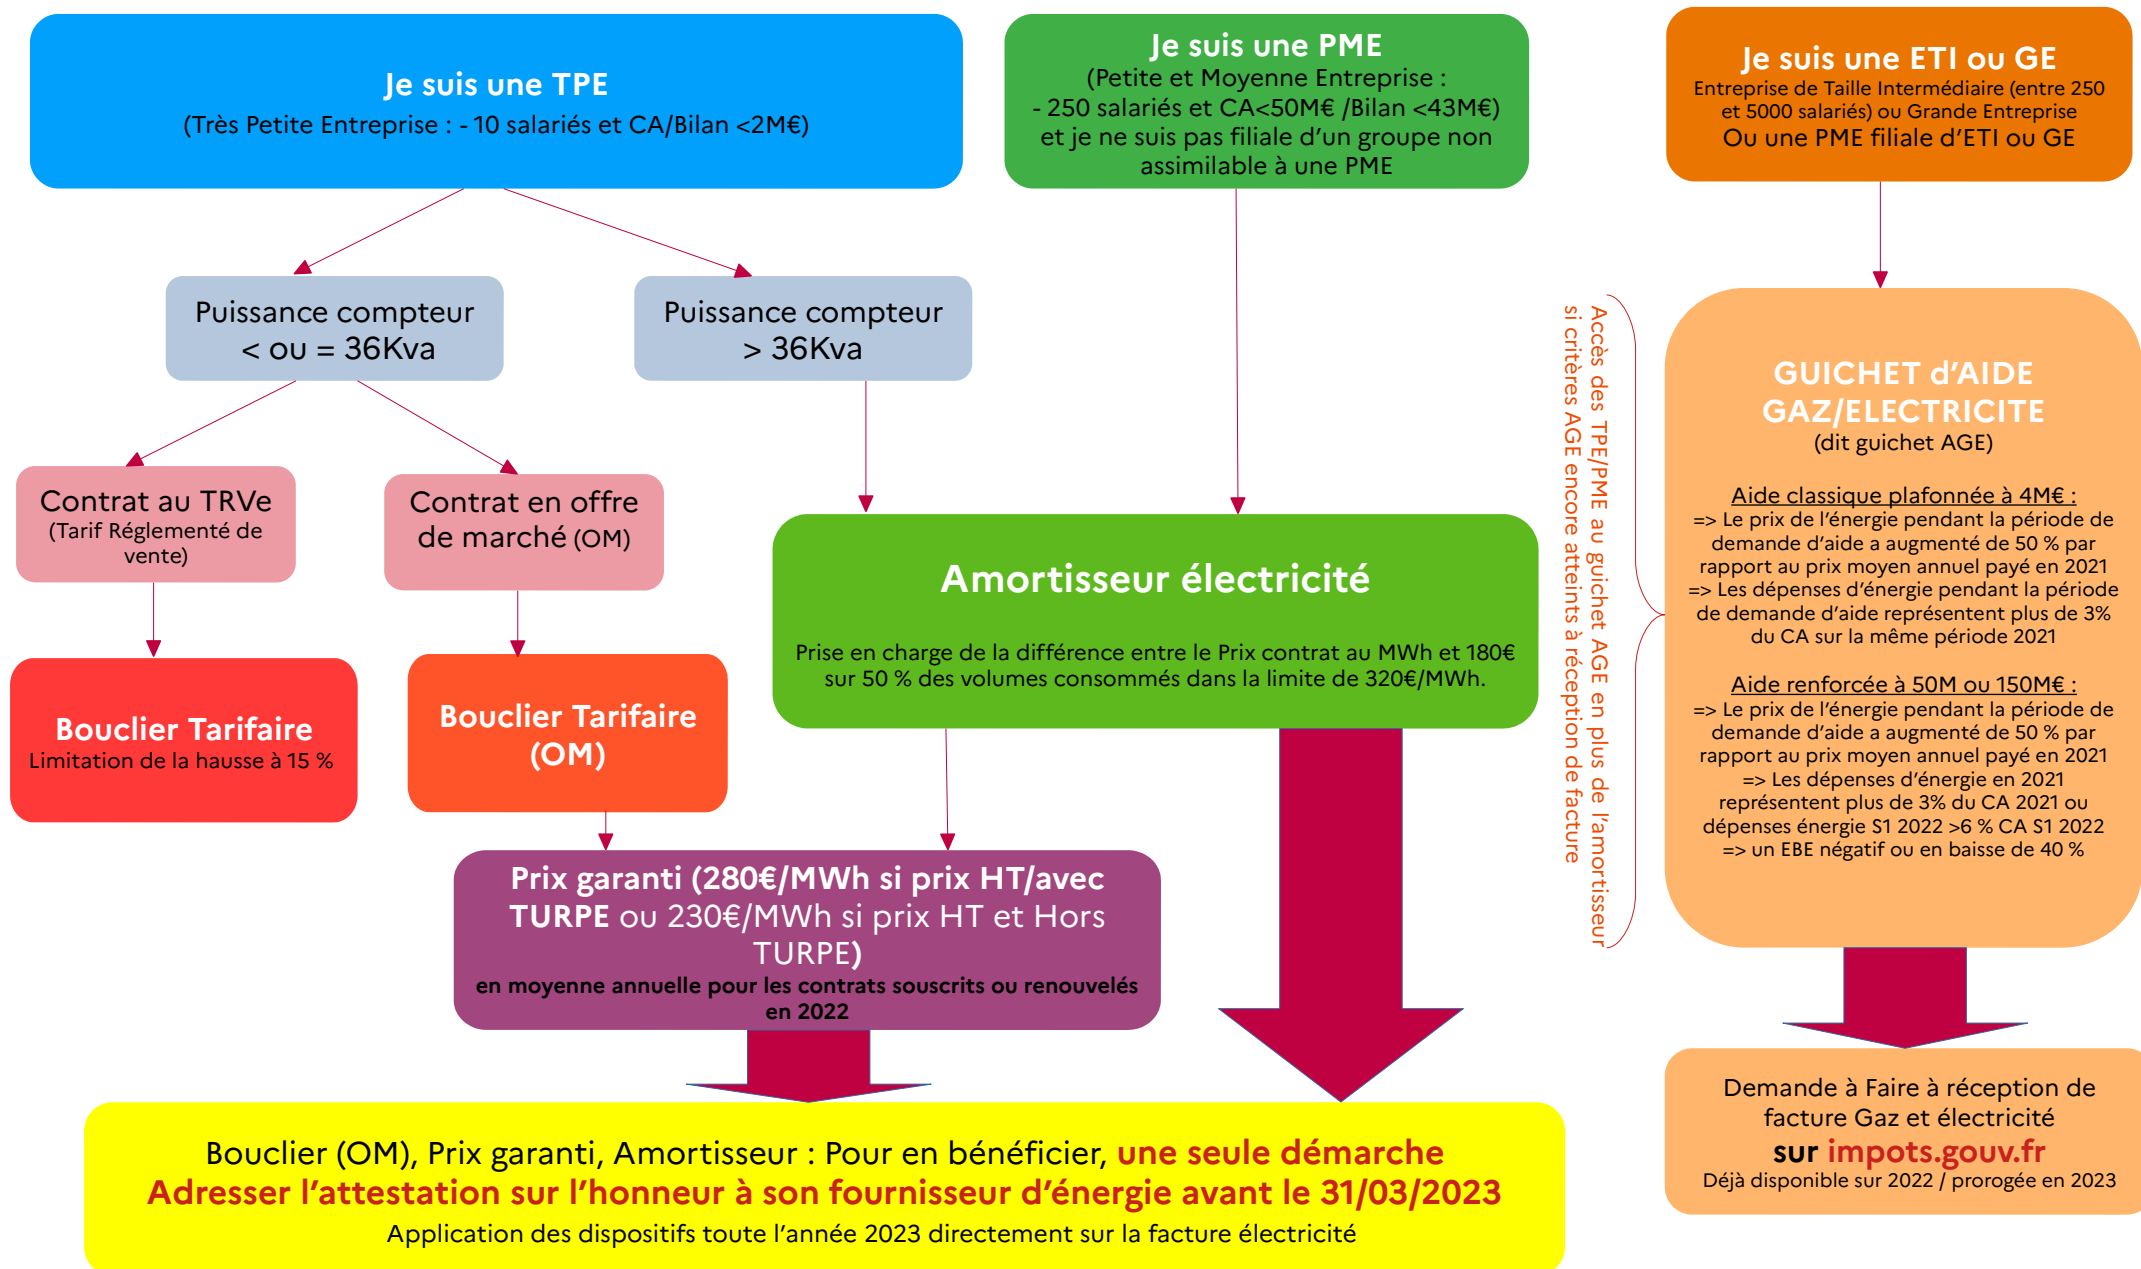 Je suis une TPE
(Très Petite Entreprise : - 10 salariés et CA/Bilan <2M€)
Je suis une PME
(Petite et Moyenne Entreprise :
- 250 salariés et CA<50M€ /Bilan <43M€)
et je ne suis pas filiale d'un groupe non
assimilable à une PME
Je suis une ETI ou GE
Entreprise de Taille Intermédiaire (entre 250
et 5000 salariés) ou Grande Entreprise
Ou une PME filiale d'ETI ou GE
Puissance compteur
< ou = 36Kva
Puissance compteur
> 36Kva
Contrat au TRVe
(Tarif Réglementé de
vente)
Contrat en offre
de marché (OM)
Bouclier Tarifaire
Limitation de la hausse à 15 %
Bouclier Tarifaire
(OM)
Amortisseur électricité
Prise en charge de la différence entre le Prix contrat au MWh et 180€
sur 50 % des volumes consommés dans la limite de 320€/MWh.
Prix garanti (280€/MWh si prix HT/avec
TURPE ou 230€/MWh si prix HT et Hors
TURPE)
en moyenne annuelle pour les contrats souscrits ou renouvelés
en 2022
Bouclier (OM), Prix garanti, Amortisseur : Pour en bénéficier, une seule démarche
Adresser l'attestation sur l'honneur à son fournisseur d'énergie avant le 31/03/2023
Application des dispositifs toute l'année 2023 directement sur la facture électricité
Accès des TPE/PME au guichet AGE en plus de l'amortisseur
si critères AGE encore atteints à réception de facture
GUICHET d'AIDE
GAZ/ELECTRICITE
(dit guichet AGE)
Aide classique plafonnée à 4M€ :
=> Le prix de l'énergie pendant la période de
demande d'aide a augmenté de 50 % par
rapport au prix moyen annuel payé en 2021
=> Les dépenses d'énergie pendant la période
de demande d'aide représentent plus de 3%
du CA sur la même période 2021
Aide renforcée à 50M ou 150M€ :
=> Le prix de l'énergie pendant la période de
demande d'aide a augmenté de 50 % par
rapport au prix moyen annuel payé en 2021
=> Les dépenses d'énergie en 2021
représentent plus de 3% du CA 2021 ou
dépenses énergie S1 2022 >6 % CA S1 2022
=> un EBE négatif ou en baisse de 40 %
Demande à Faire à réception de
facture Gaz et électricité
sur impots.gouv.fr
Déjà disponible sur 2022 / prorogée en 2023